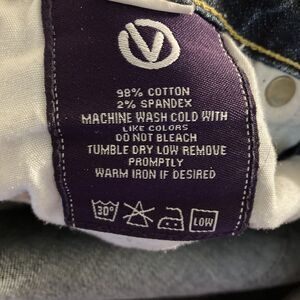 V
98% COTTON
2% SPANDEX
MACHINE WASH COLD WITH
LIKE COLORS
DO NOT BLEACH
TUMBLE DRY LOW REMOVE
PROMPTLY
WARM IRON IF DESIRED
30° LOW